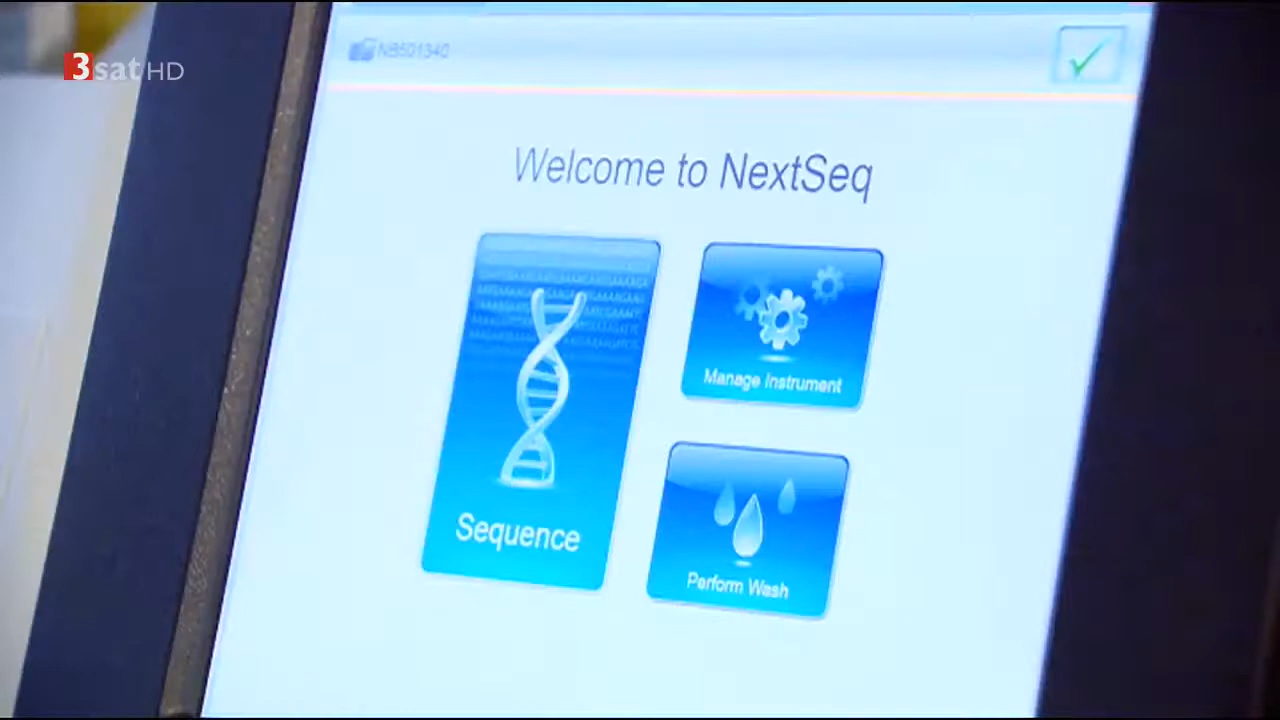 3sat HD
NB501340
Welcome to NextSeq
Manage Instrument
Sequence
Perform Wash